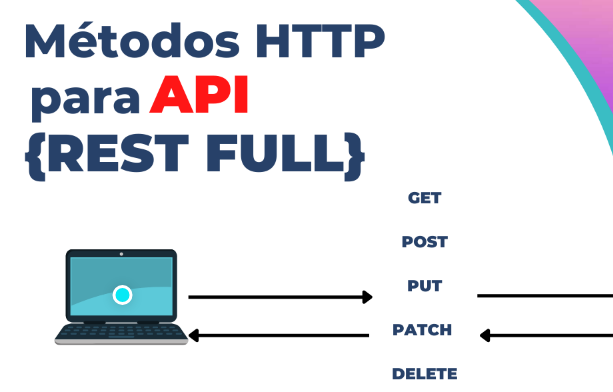 Métodos HTTP
para API
{REST FULL}
GET
POST
PUT
PATCH
DELETE